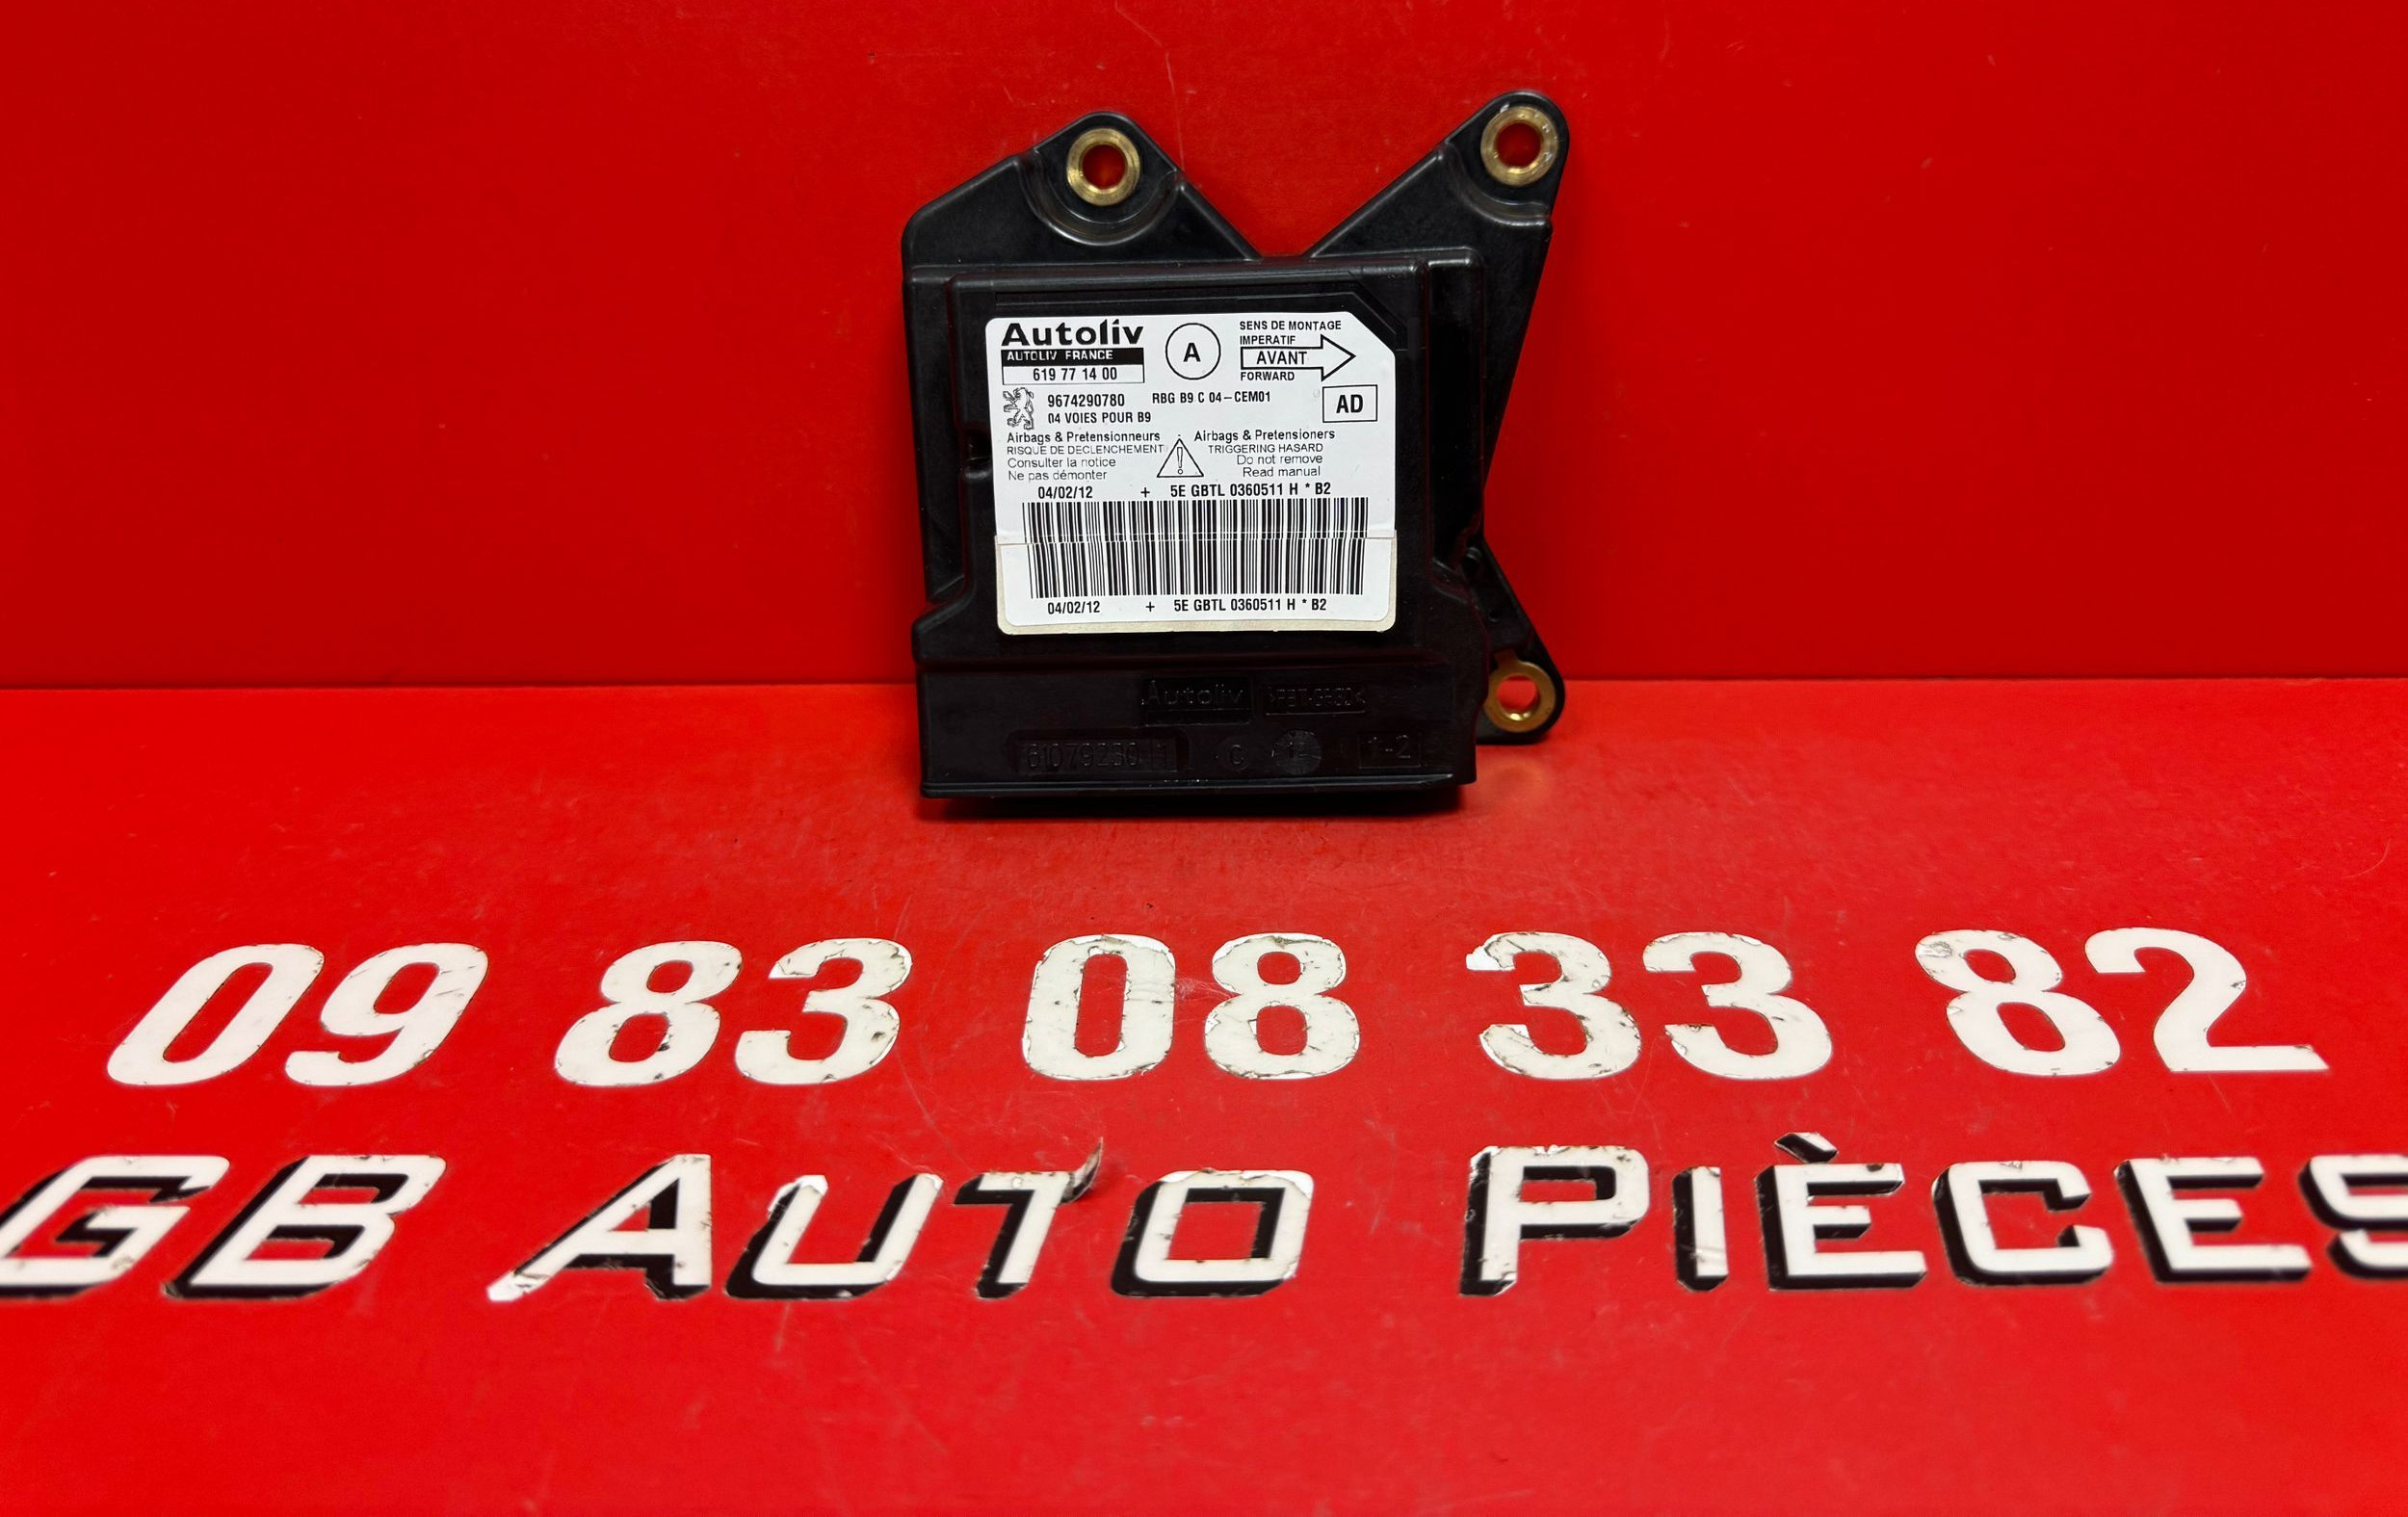 Autoliv
AUTOLIV FRANCE
619 77 14 00
A
SENS DE MONTAGE
IMPERATIF
AVANT
FORWARD
9674290780 RBG B9 C 04-CEM01
04 VOIES POUR B9
AD
Airbags & Pretensionneurs
RISQUE DE DECLENCHEMENT
Consulter la notice
Ne pas démonter
Airbags & Pretensioners
TRIGGERING HASARD
Do not remove
Read manual
04/02/12 + 5E GBTL 0360511 H * B2
04/02/12 + 5E GBTL 0360511 H * B2
Autoliv
C 1-2
09 83 08 33 82
GB AUTO PIÈCES